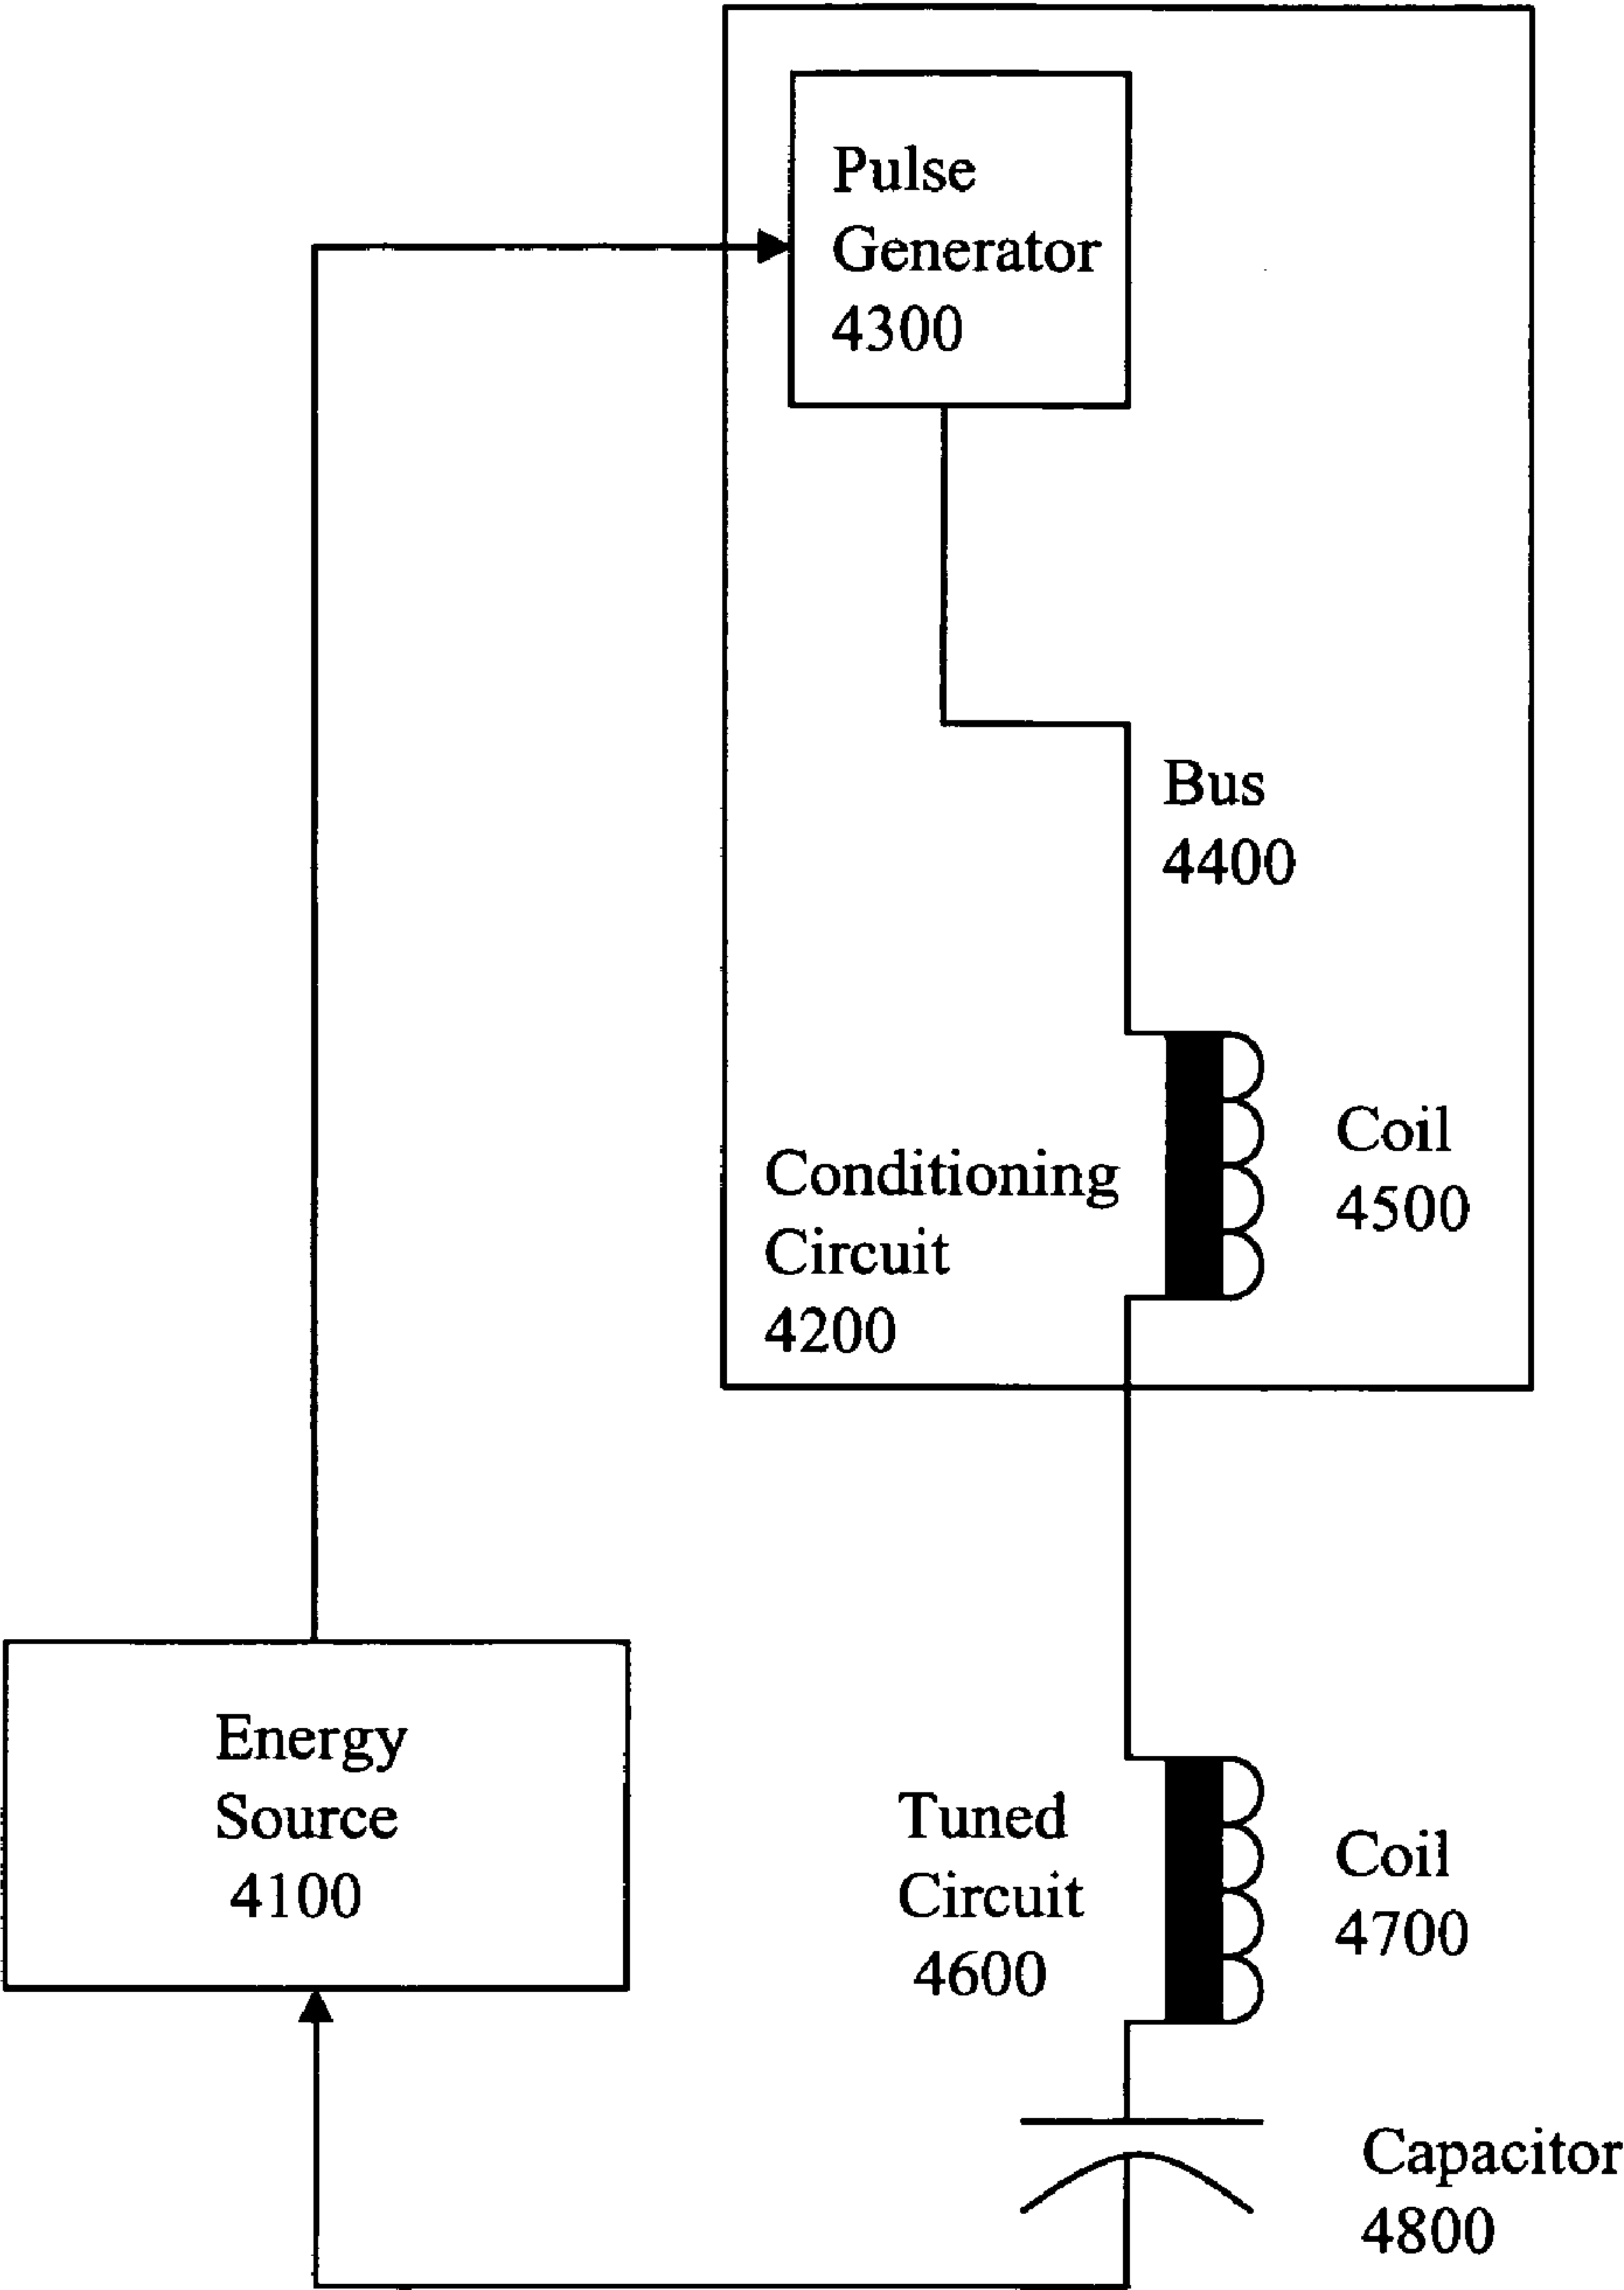 Pulse
Generator
4300
Bus
4400
Coil
4500
Conditioning
Circuit
4200
Energy
Source
4100
Tuned
Circuit
4600
Coil
4700
Capacitor
4800